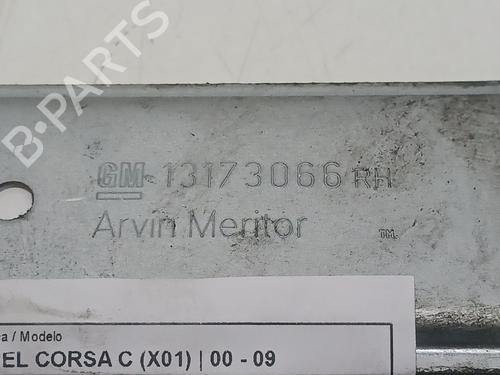 B-PARTS
GM 13173066 RH
Arvin Meritor
TM
a / Modelo
EL CORSA C (X01) | 00 - 09